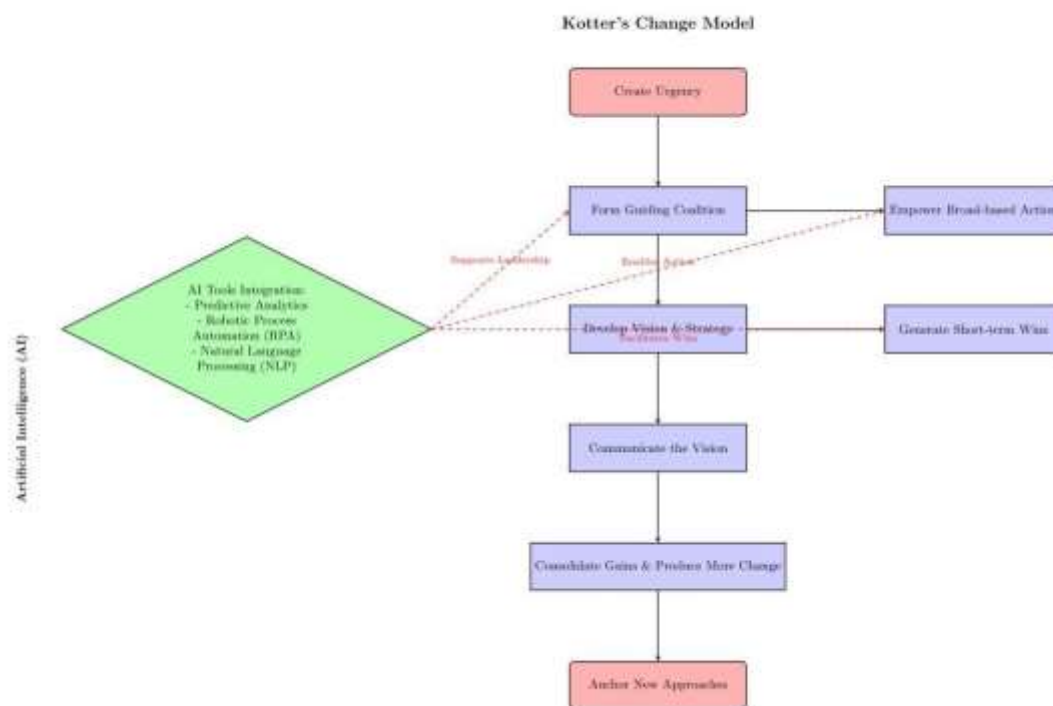 Kotter's Change Model
Create Urgency
Form Guiding Coalition
Empower Broad-based Action
Supports Leadership
Enables Action
AI Tools Integration:
- Predictive Analytics
- Robotic Process
Automation (RPA)
- Natural Language
Processing (NLP)
Develop Vision & Strategy
Facilitates Wins
Generate Short-term Wins
Artificial Intelligence (AI)
Communicate the Vision
Consolidate Gains & Produce More Change
Anchor New Approaches